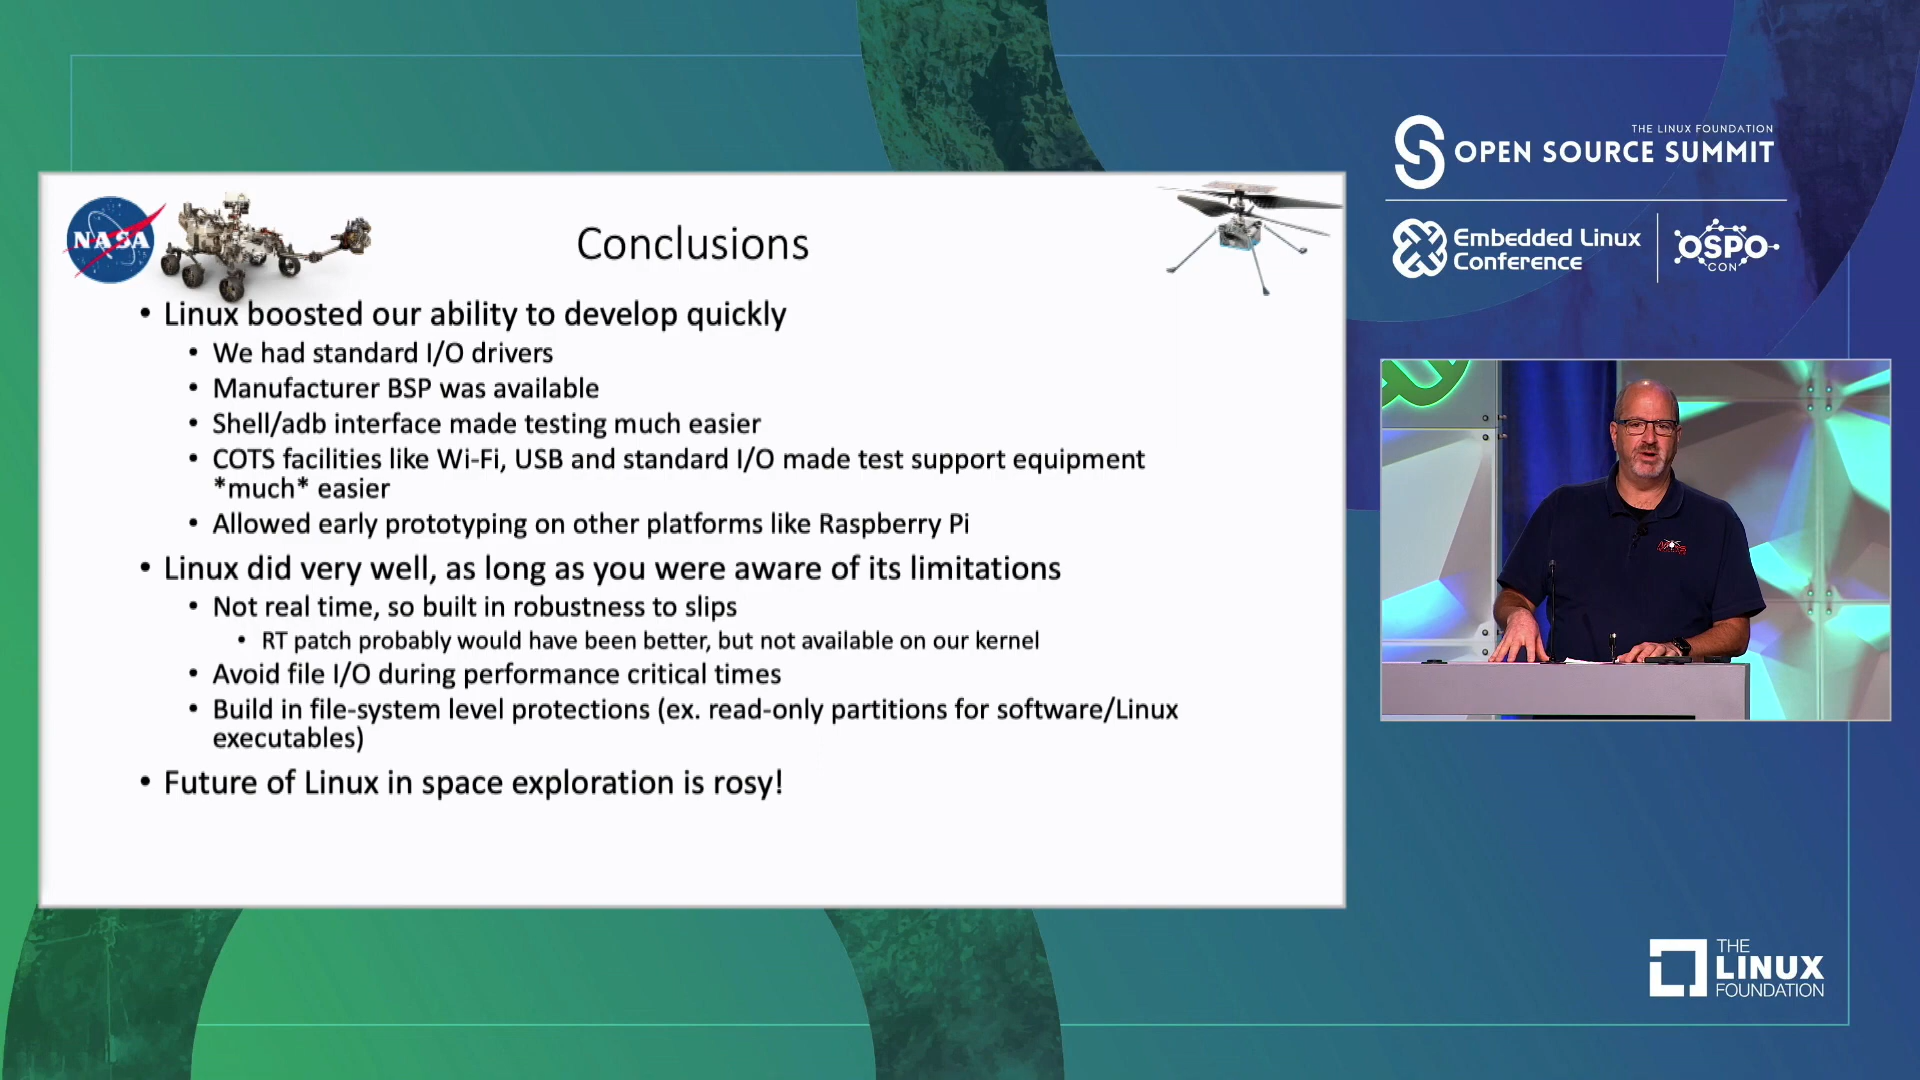 THE LINUX FOUNDATION
OPEN SOURCE SUMMIT
Embedded Linux
Conference
OSPO
CON
NASA
Conclusions
• Linux boosted our ability to develop quickly
• We had standard I/O drivers
• Manufacturer BSP was available
• Shell/adb interface made testing much easier
• COTS facilities like Wi-Fi, USB and standard I/O made test support equipment
*much* easier
• Allowed early prototyping on other platforms like Raspberry Pi
• Linux did very well, as long as you were aware of its limitations
• Not real time, so built in robustness to slips
• RT patch probably would have been better, but not available on our kernel
• Avoid file I/O during performance critical times
• Build in file-system level protections (ex. read-only partitions for software/Linux
executables)
• Future of Linux in space exploration is rosy!
THE
LINUX
FOUNDATION